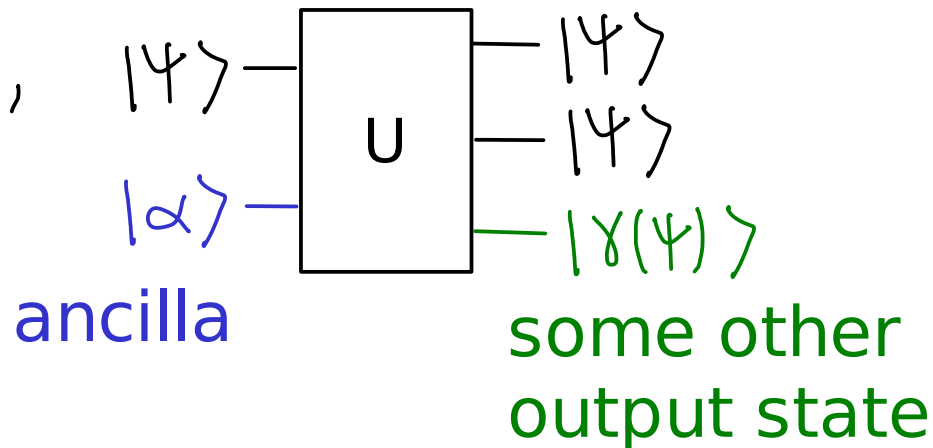 , |ψ⟩ U |ψ⟩
|ψ⟩
|α⟩ |γ(ψ)⟩
ancilla
some other
output state